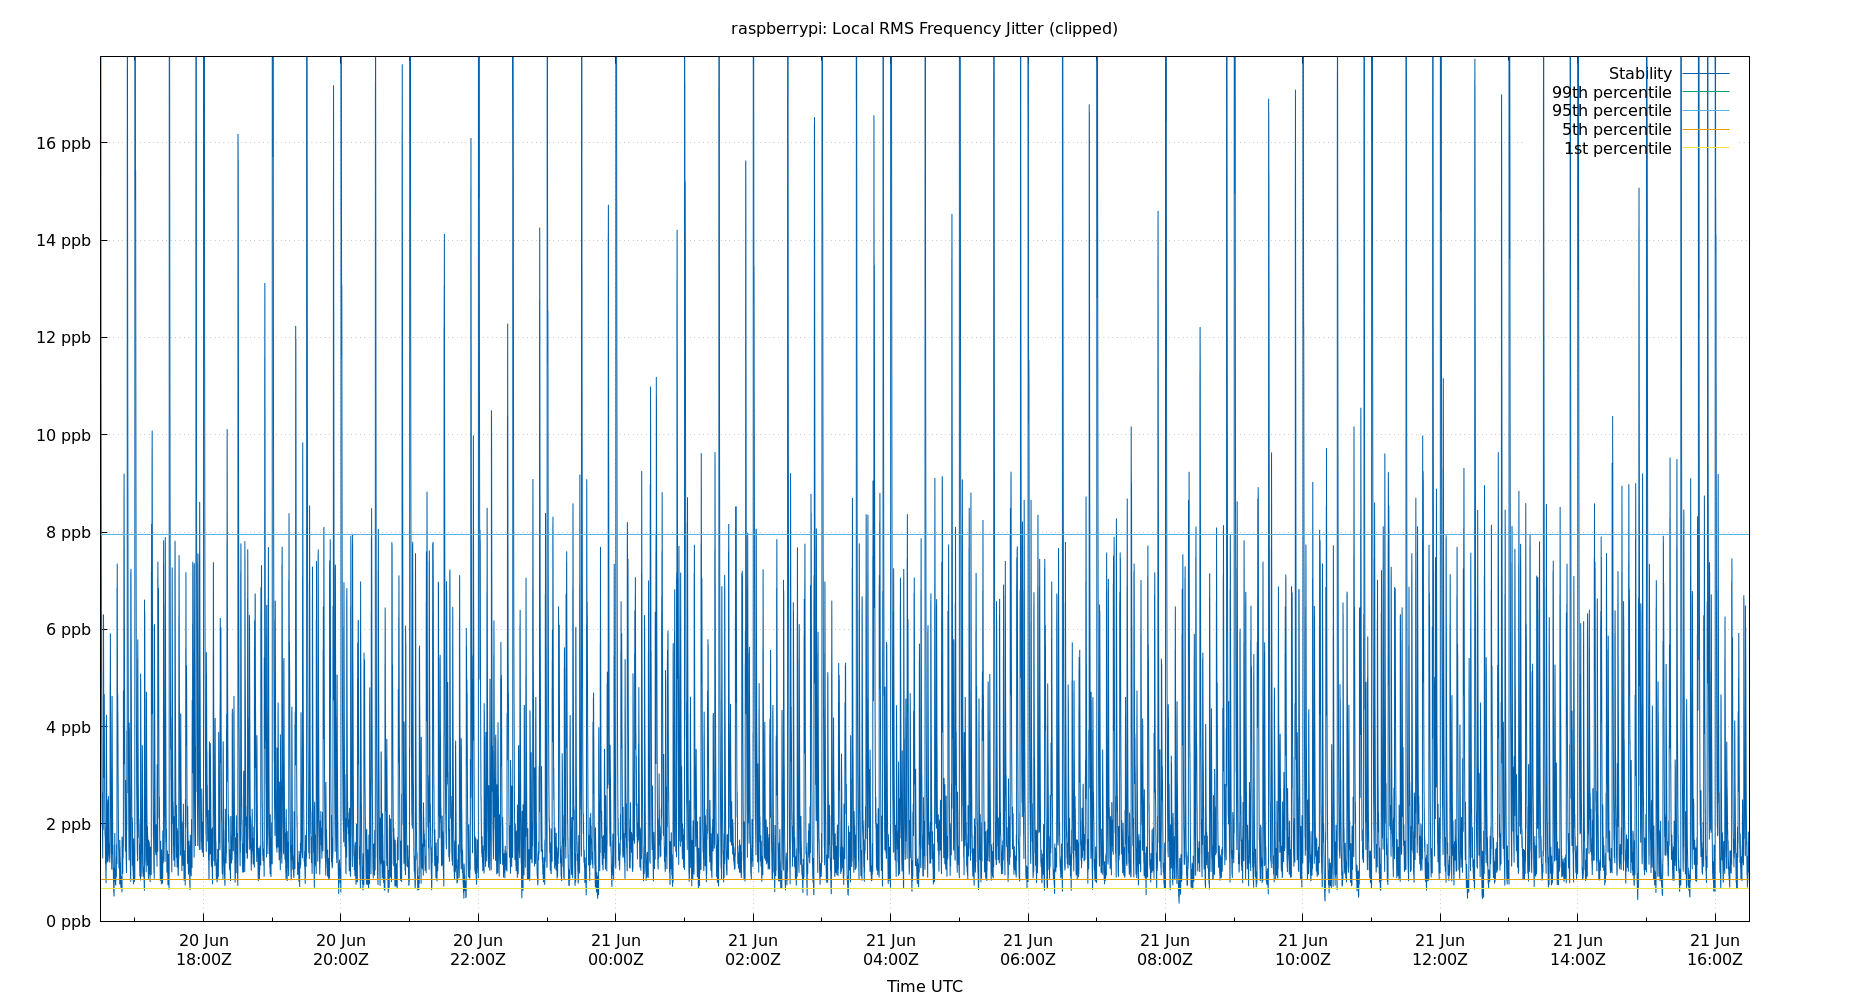 raspberrypi: Local RMS Frequency Jitter (clipped)
Stability
99th percentile
95th percentile
5th percentile
1st percentile
16 ppb
14 ppb
12 ppb
10 ppb
8 ppb
6 ppb
4 ppb
2 ppb
0 ppb
20 Jun 20 Jun 20 Jun 21 Jun 21 Jun 21 Jun 21 Jun 21 Jun 21 Jun 21 Jun 21 Jun 21 Jun
18:00Z 20:00Z 22:00Z 00:00Z 02:00Z 04:00Z 06:00Z 08:00Z 10:00Z 12:00Z 14:00Z 16:00Z
Time UTC